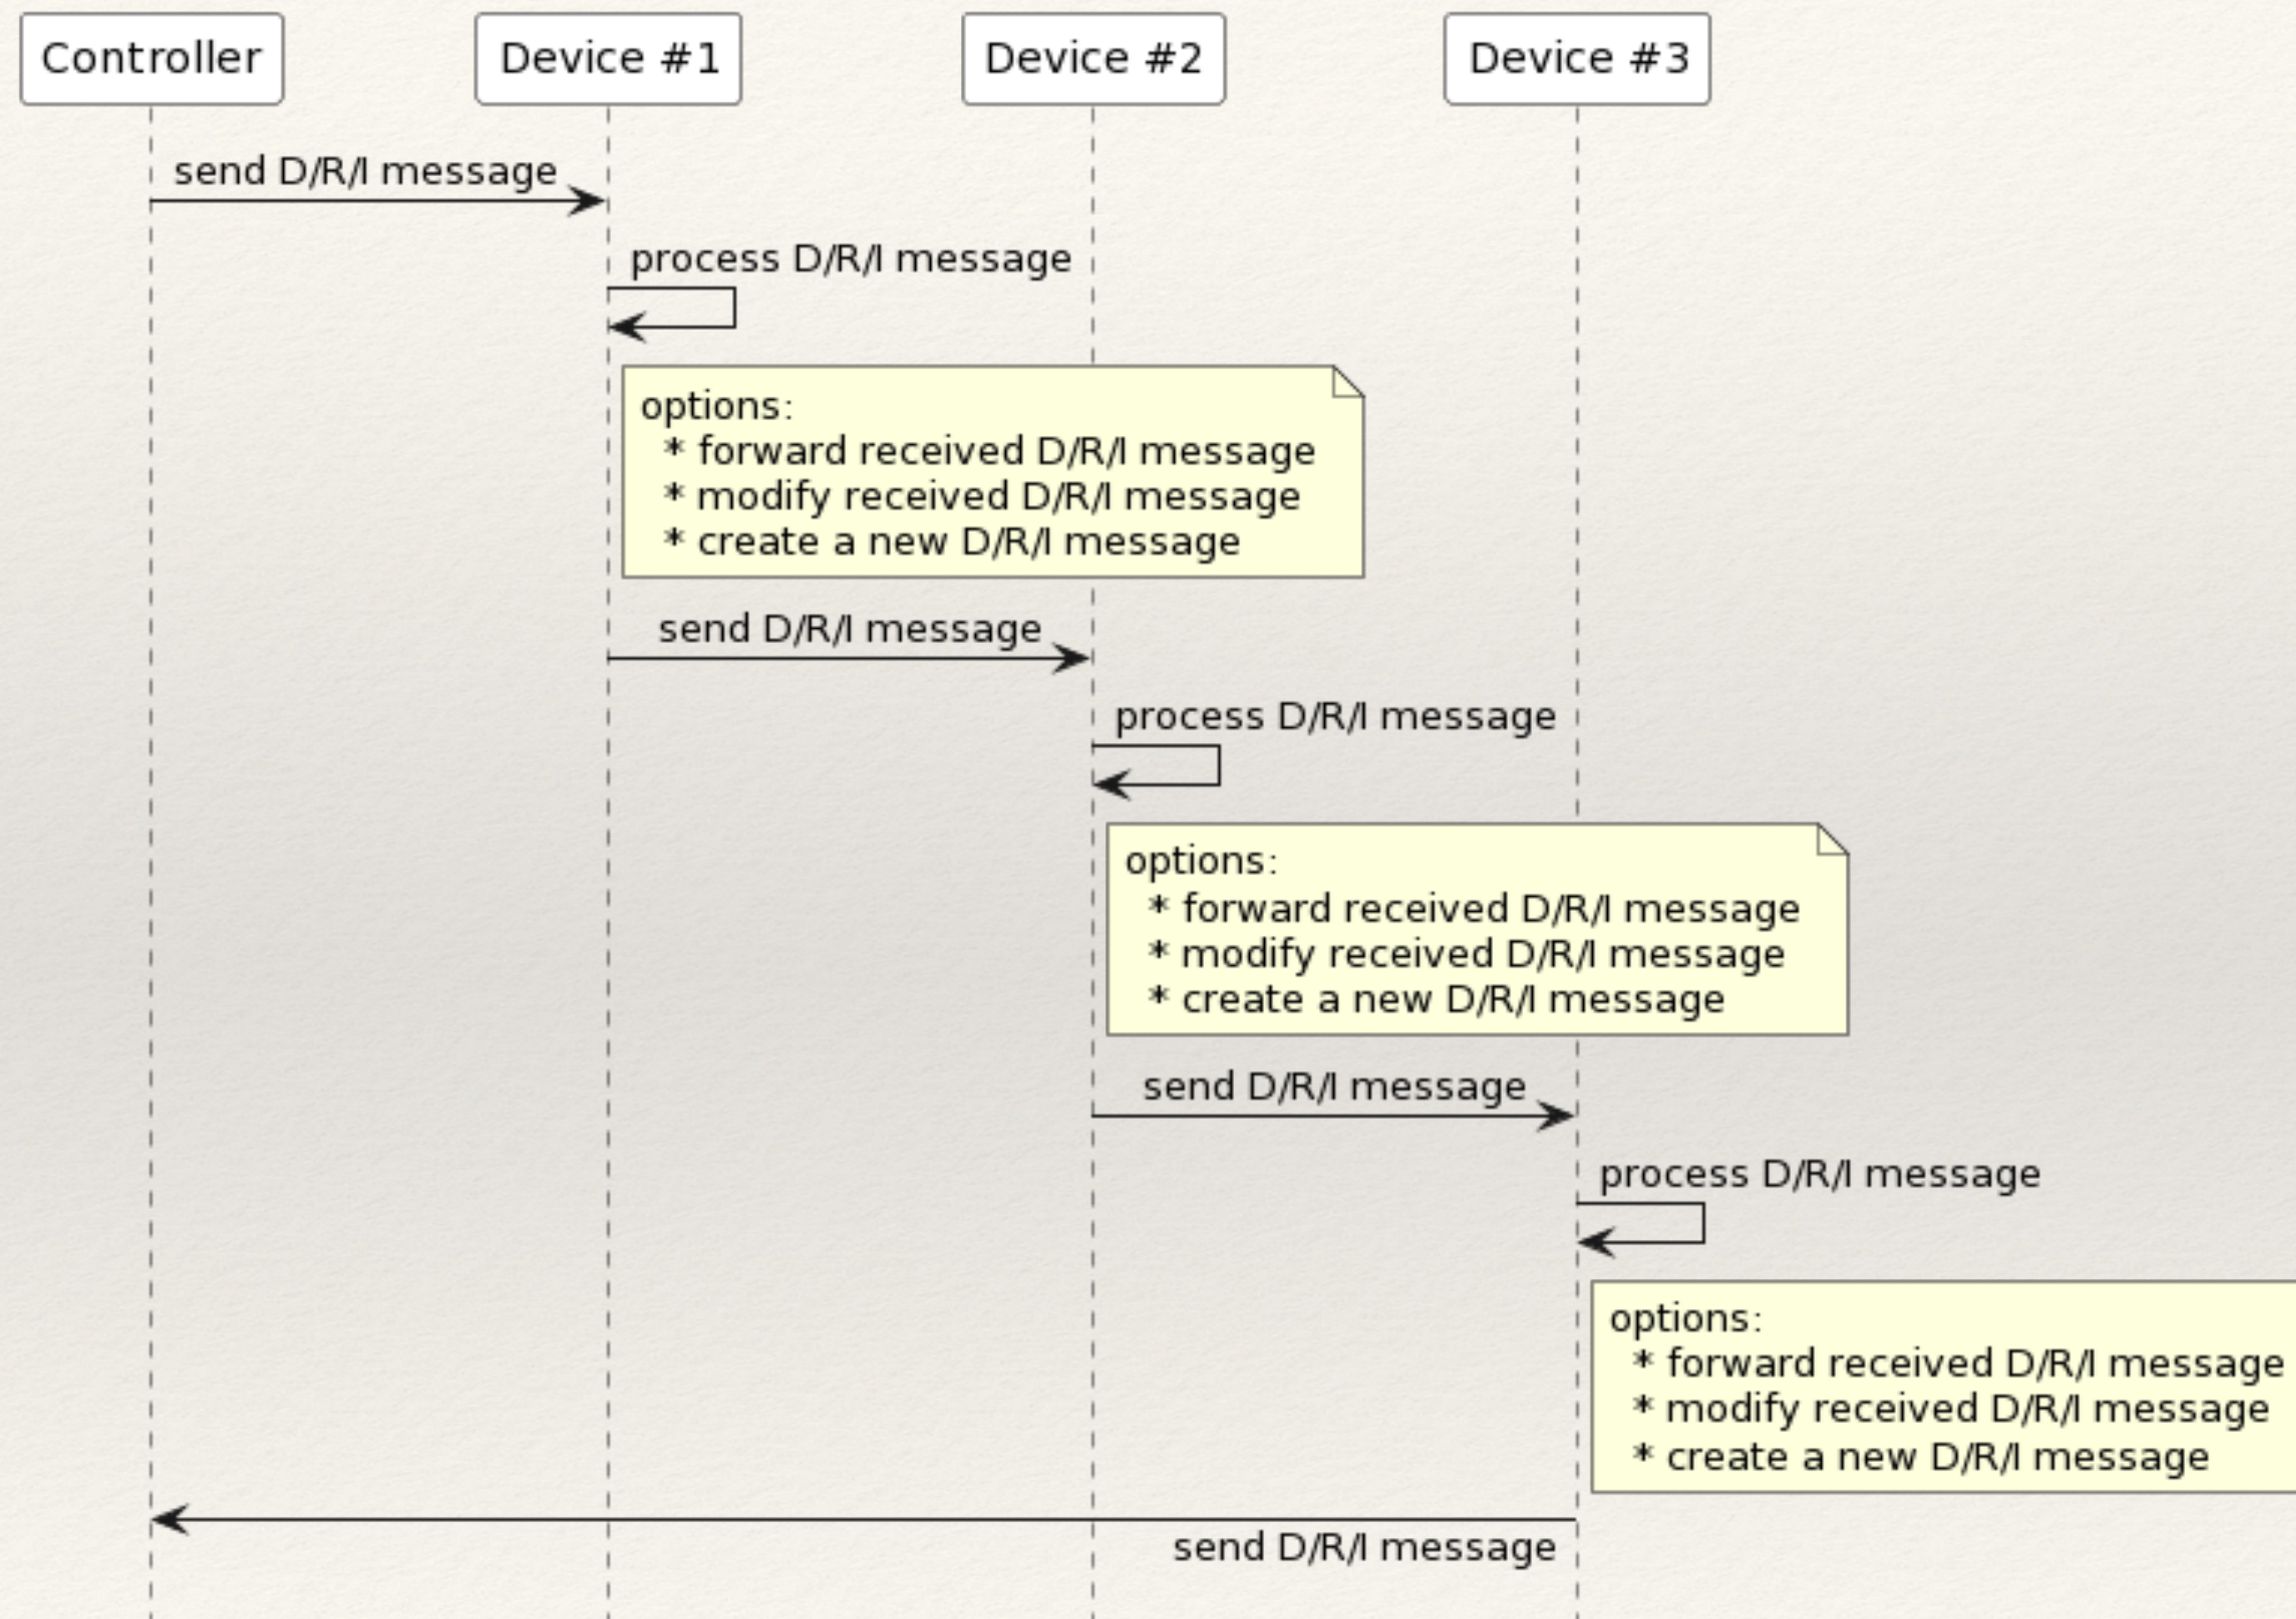 Controller
Device #1
Device #2
Device #3
send D/R/I message
process D/R/I message
options:
* forward received D/R/I message
* modify received D/R/I message
* create a new D/R/I message
send D/R/I message
process D/R/I message
options:
* forward received D/R/I message
* modify received D/R/I message
* create a new D/R/I message
send D/R/I message
process D/R/I message
options:
* forward received D/R/I message
* modify received D/R/I message
* create a new D/R/I message
send D/R/I message